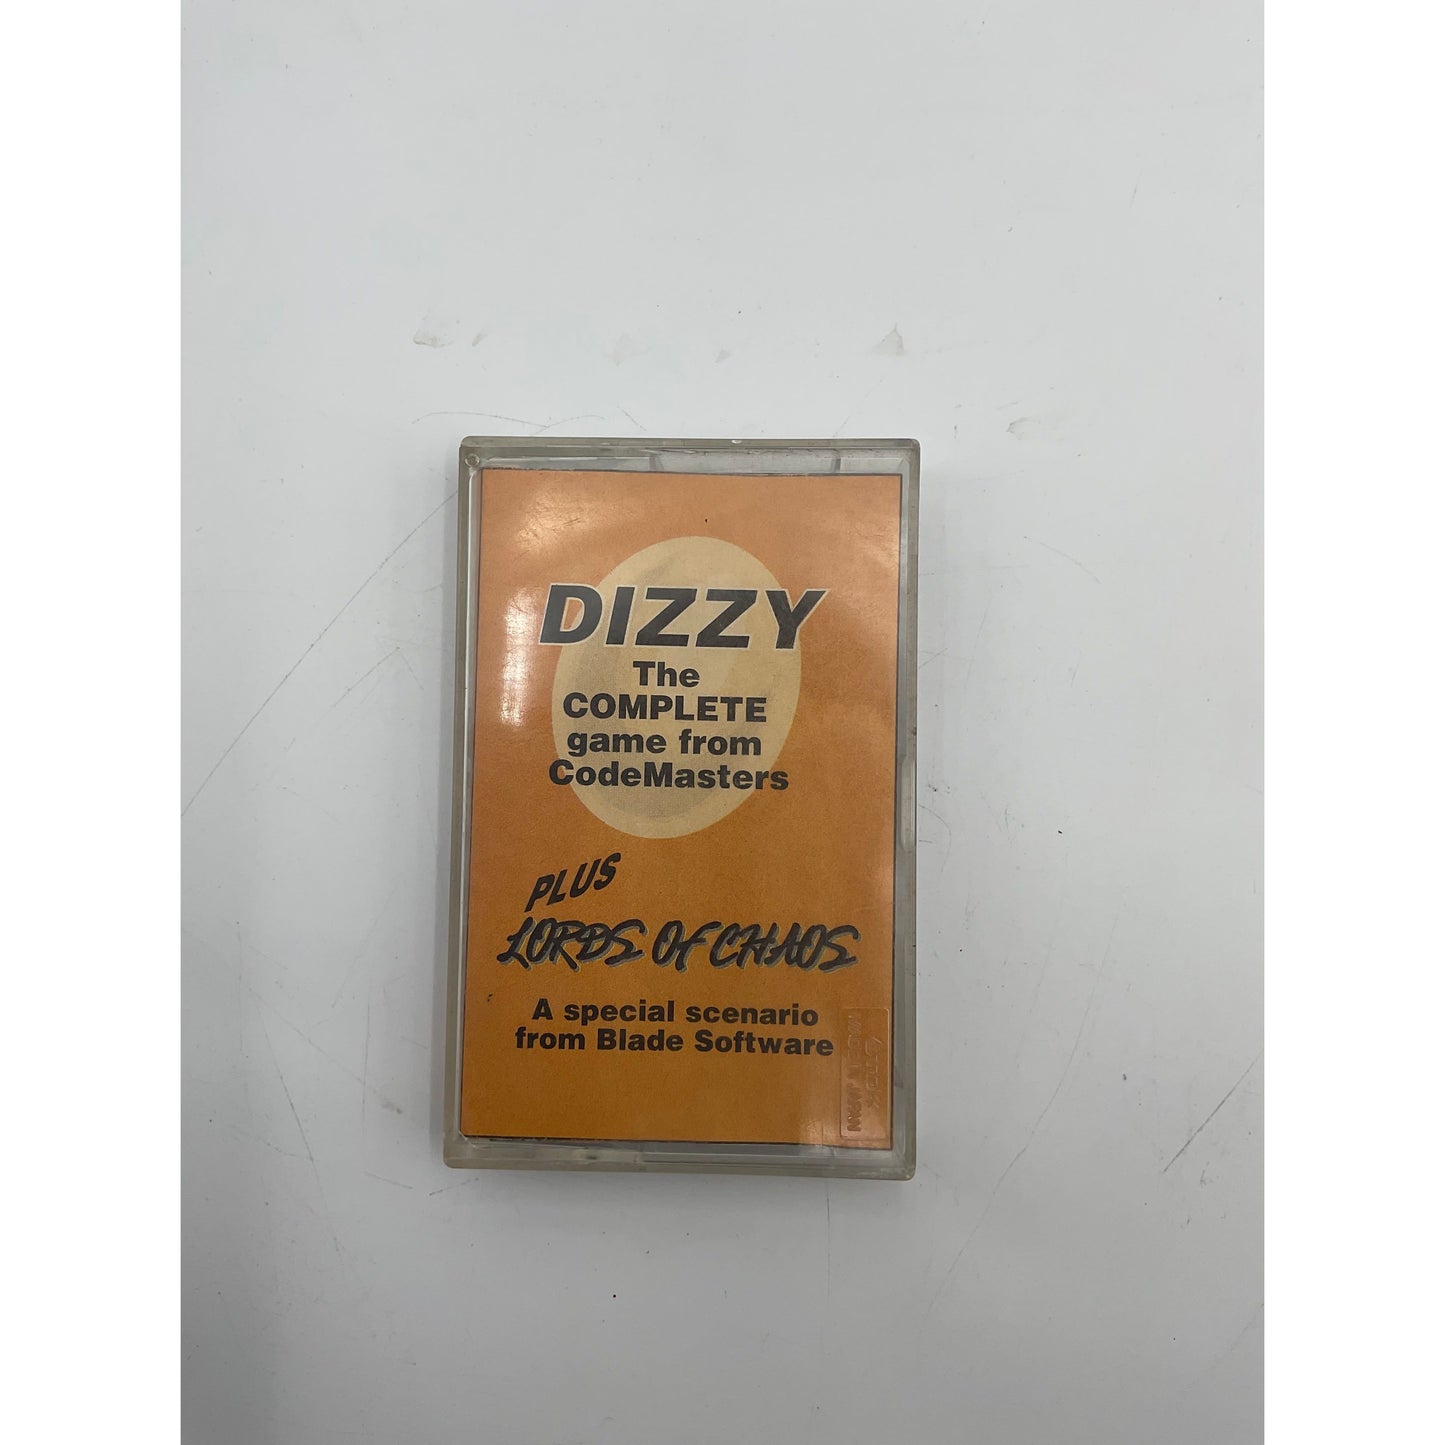 DIZZY
The
COMPLETE
game from
CodeMasters
PLUS
LORDS OF CHAOS
A special scenario
from Blade Software